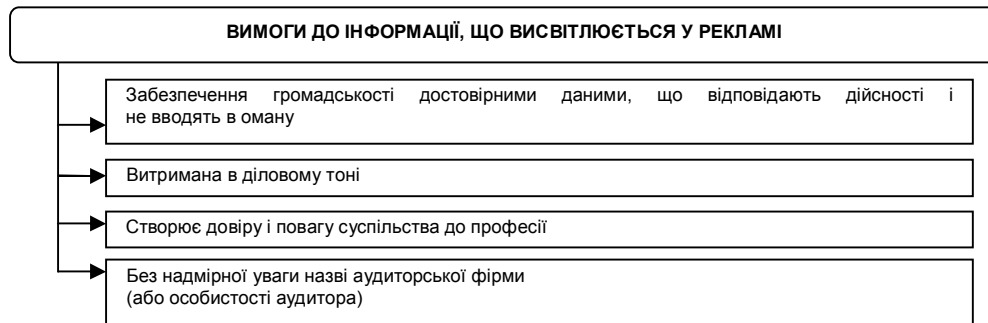 ВИМОГИ ДО ІНФОРМАЦІЇ, ЩО ВИСВІТЛЮЄТЬСЯ У РЕКЛАМІ
Забезпечення громадськості достовірними даними, що відповідають дійсності і
не вводять в оману
Витримана в діловому тоні
Створює довіру і повагу суспільства до професії
Без надмірної уваги назві аудиторської фірми
(або особистості аудитора)